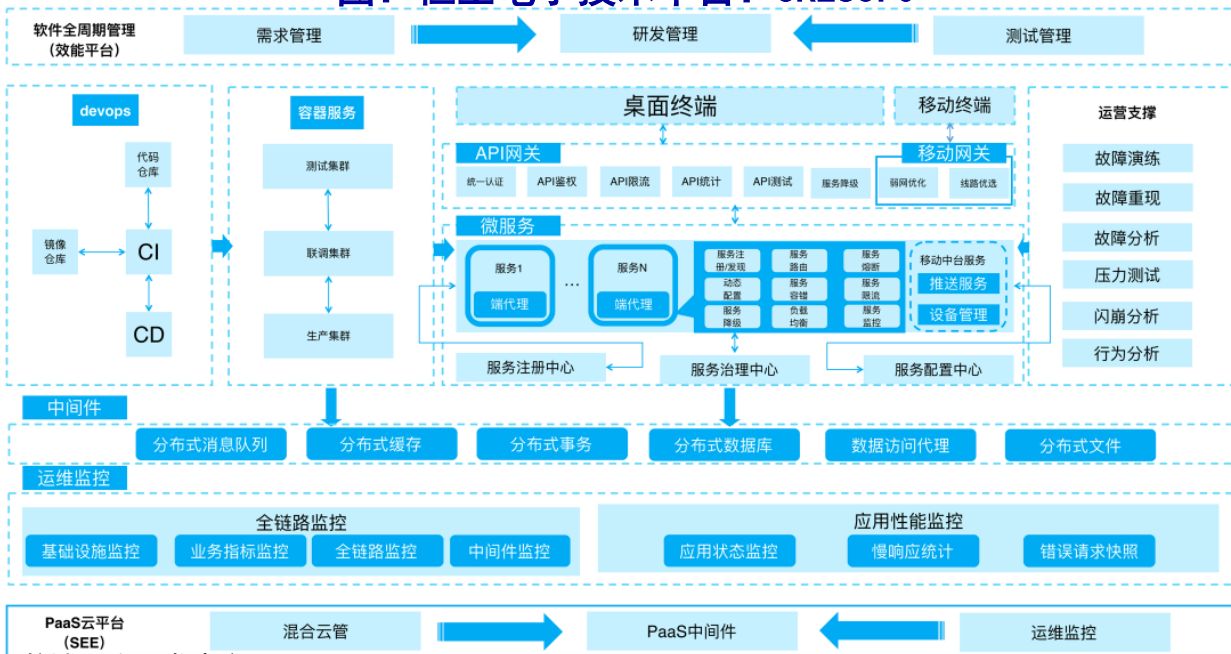 软件全周期管理
(效能平台)
需求管理
研发管理
测试管理
devops
代码
仓库
镜像
仓库
CI
CD
容器服务
测试集群
联调集群
生产集群
桌面终端
移动终端
API网关
移动网关
统一认证
API鉴权
API限流
API统计
API测试
服务降级
弱网优化
线路优选
微服务
服务1
端代理
...
服务N
端代理
服务注
册/发现
服务
路由
服务
熔断
动态
配置
服务
容错
服务
限流
服务
降级
负载
均衡
服务
监控
移动中台服务
推送服务
设备管理
服务注册中心
服务治理中心
服务配置中心
运营支撑
故障演练
故障重现
故障分析
压力测试
闪崩分析
行为分析
中间件
分布式消息队列
分布式缓存
分布式事务
分布式数据库
数据访问代理
分布式文件
运维监控
全链路监控
基础设施监控
业务指标监控
全链路监控
中间件监控
应用性能监控
应用状态监控
慢响应统计
错误请求快照
PaaS云平台
(SEE)
混合云管
PaaS中间件
运维监控